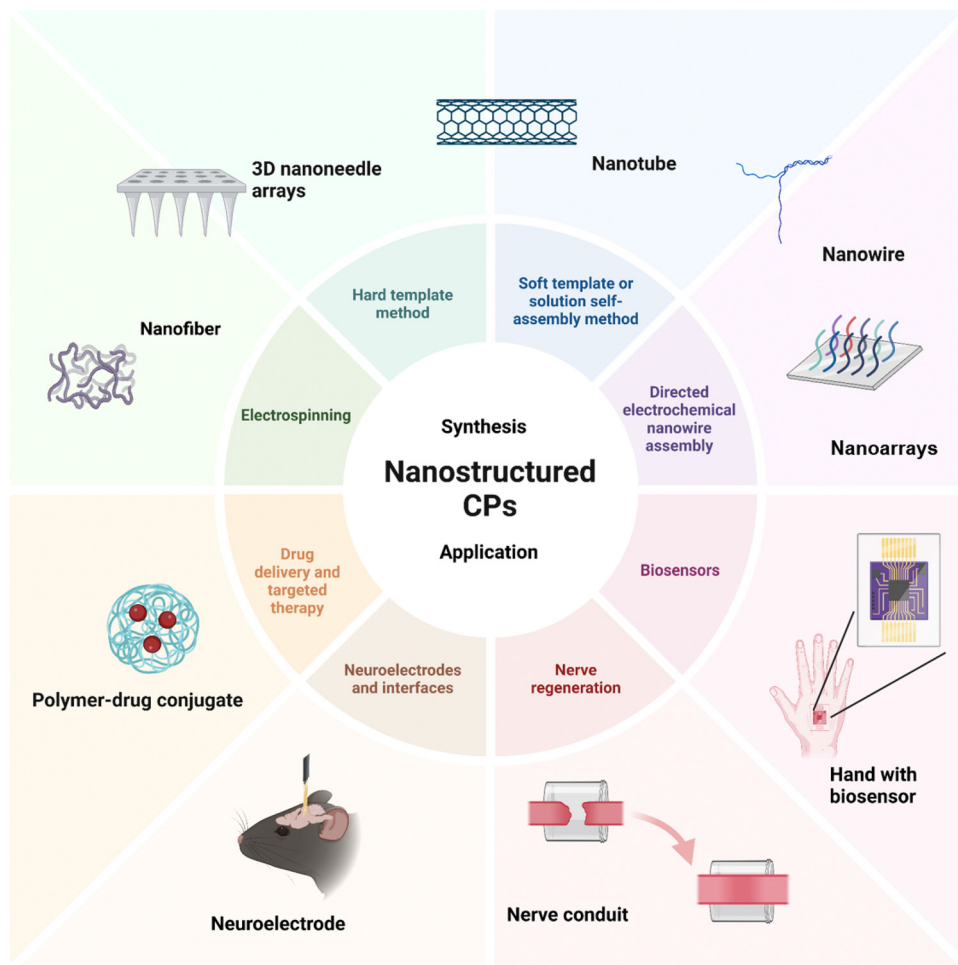 Nanotube
3D nanoneedle
arrays
Nanowire
Nanofiber
Nanoarrays
Hard template
method
Soft template or
solution self-
assembly method
Electrospinning
Directed
electrochemical
nanowire
assembly
Synthesis
Nanostructured
CPs
Application
Drug
delivery and
targeted
therapy
Biosensors
Neuroelectrodes
and interfaces
Nerve
regeneration
Polymer-drug conjugate
Hand with
biosensor
Neuroelectrode
Nerve conduit